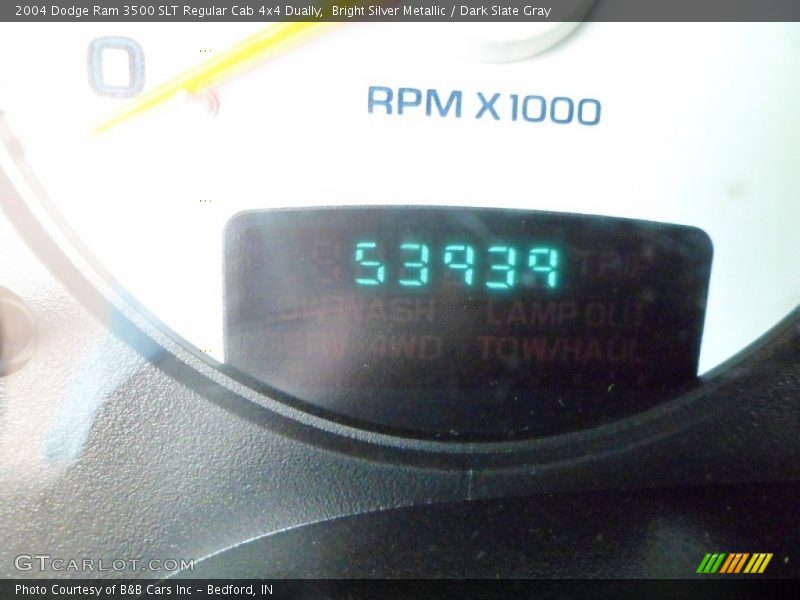 2004 Dodge Ram 3500 SLT Regular Cab 4x4 Dually,  Bright Silver Metallic / Dark Slate Gray
0
RPM X1000
53939
TRIP
WASH LAMP OUT
4WD TOW/HAUL
GTCARLOT.COM
Photo Courtesy of B&B Cars Inc – Bedford, IN